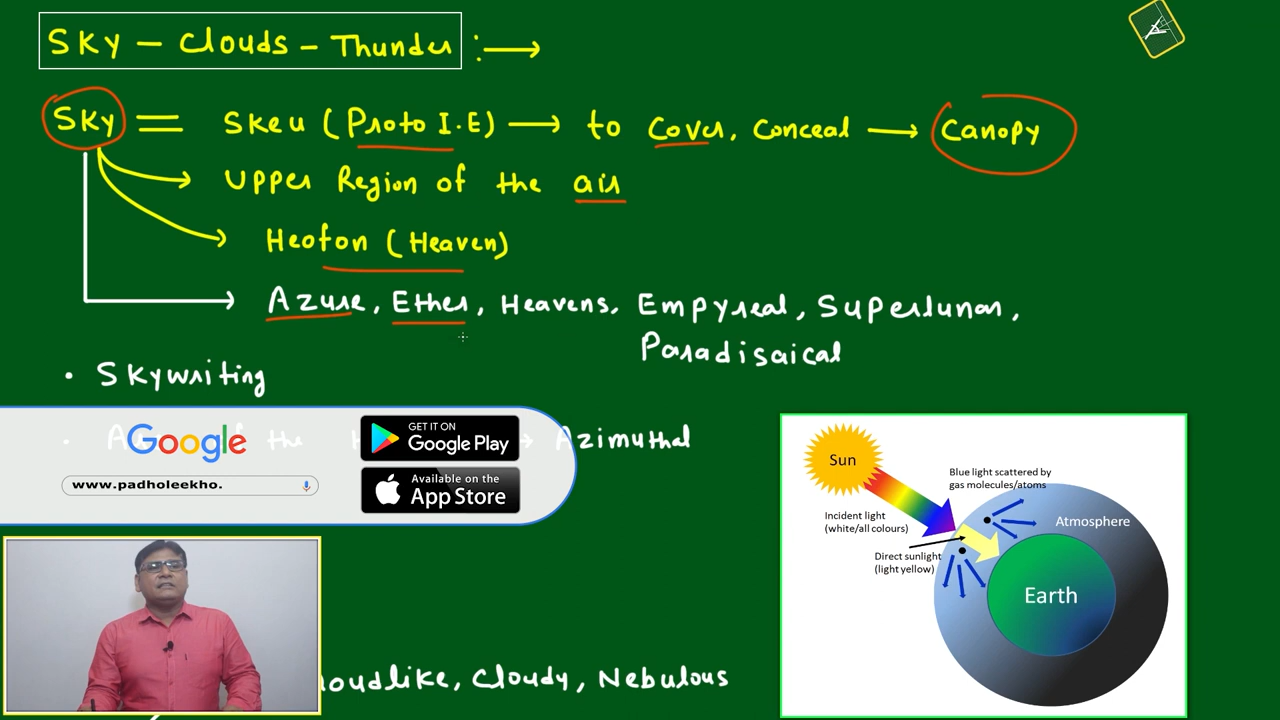 Sky – Clouds – Thunder :→
Sky = Skeu (Proto I.E) → to Cover, Conceal → Canopy
→ Upper Region of the air
→ Heofon (Heaven)
→ Azure, Ether, Heavens, Empyreal, Superlunar,
Paradisaical
• Skywriting
• the → Azimuthal
Google
www.padholeekho.
GET IT ON
Google Play
Available on the
App Store
Sun
Blue light scattered by
gas molecules/atoms
Incident light
(white/all colours)
Atmosphere
Direct sunlight
(light yellow)
Earth
loudlike, Cloudy, Nebulous